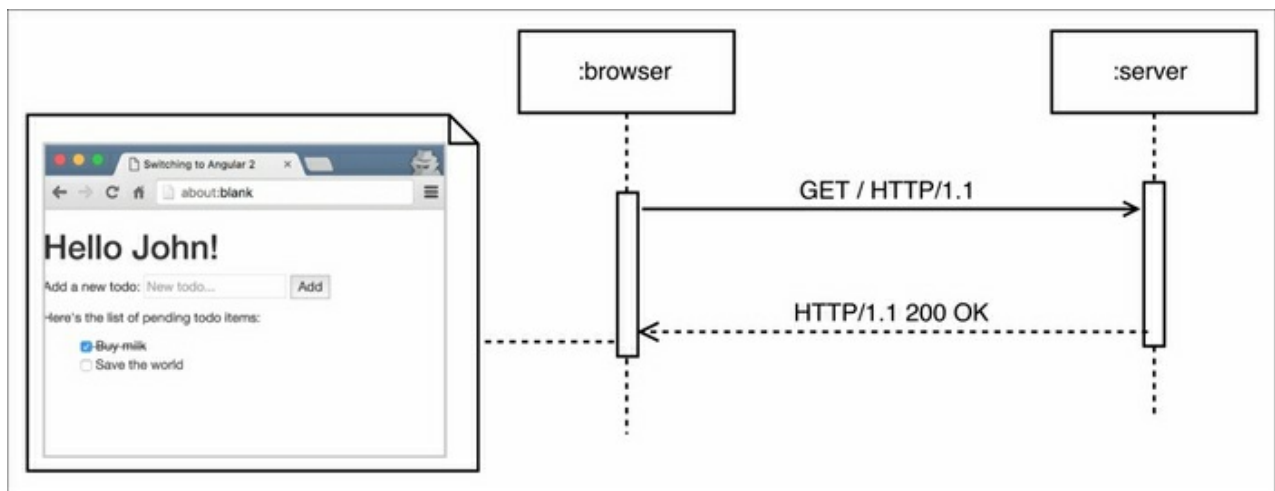 :browser
:server
Switching to Angular 2
about:blank
GET / HTTP/1.1
Hello John!
Add a new todo: New todo... Add
Here's the list of pending todo items:
HTTP/1.1 200 OK
Buy milk
Save the world